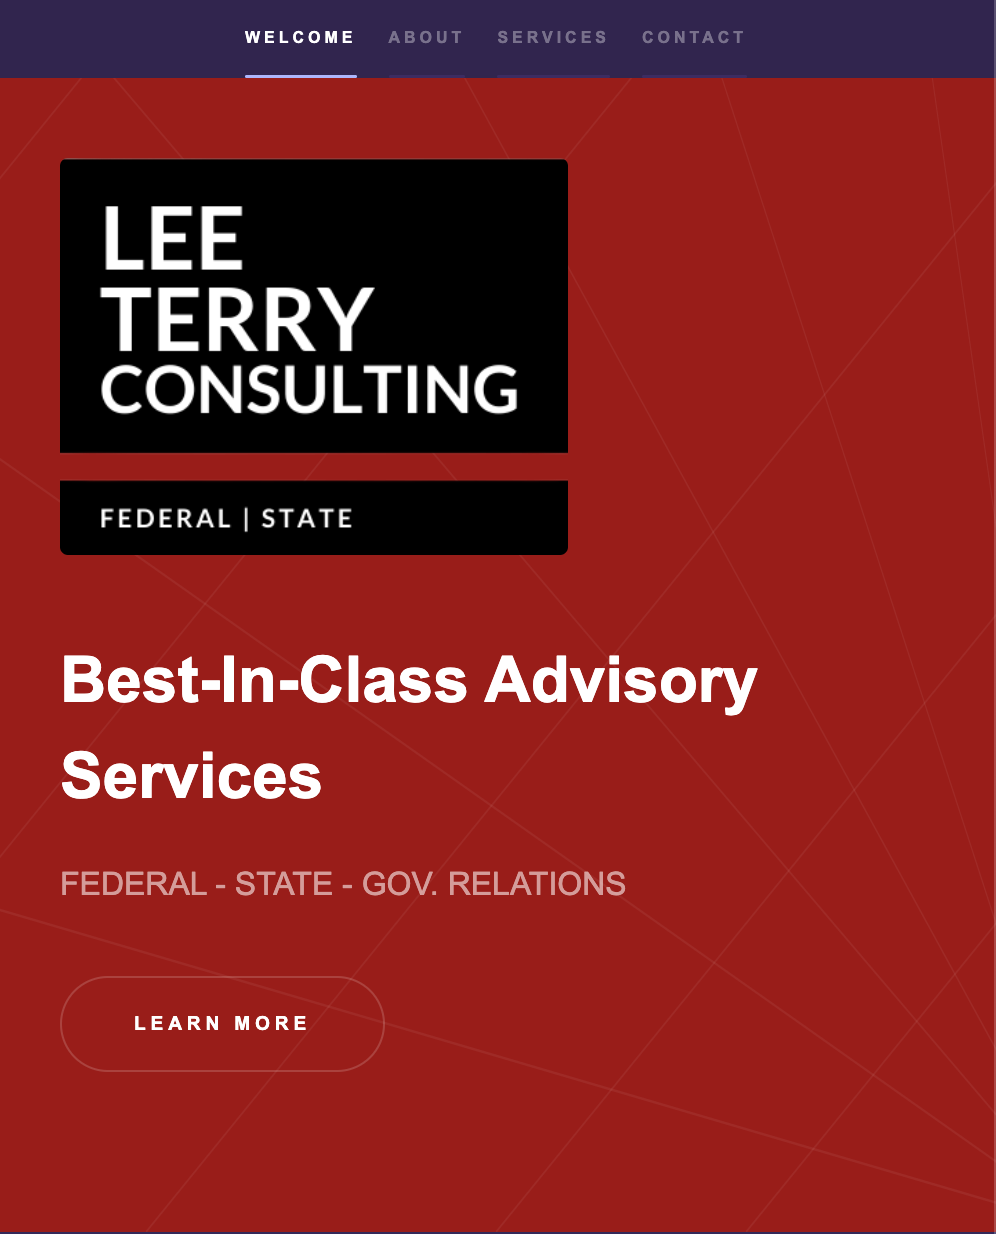 WELCOME ABOUT SERVICES CONTACT
LEE
TERRY
CONSULTING
FEDERAL | STATE
Best-In-Class Advisory
Services
FEDERAL - STATE - GOV. RELATIONS
LEARN MORE